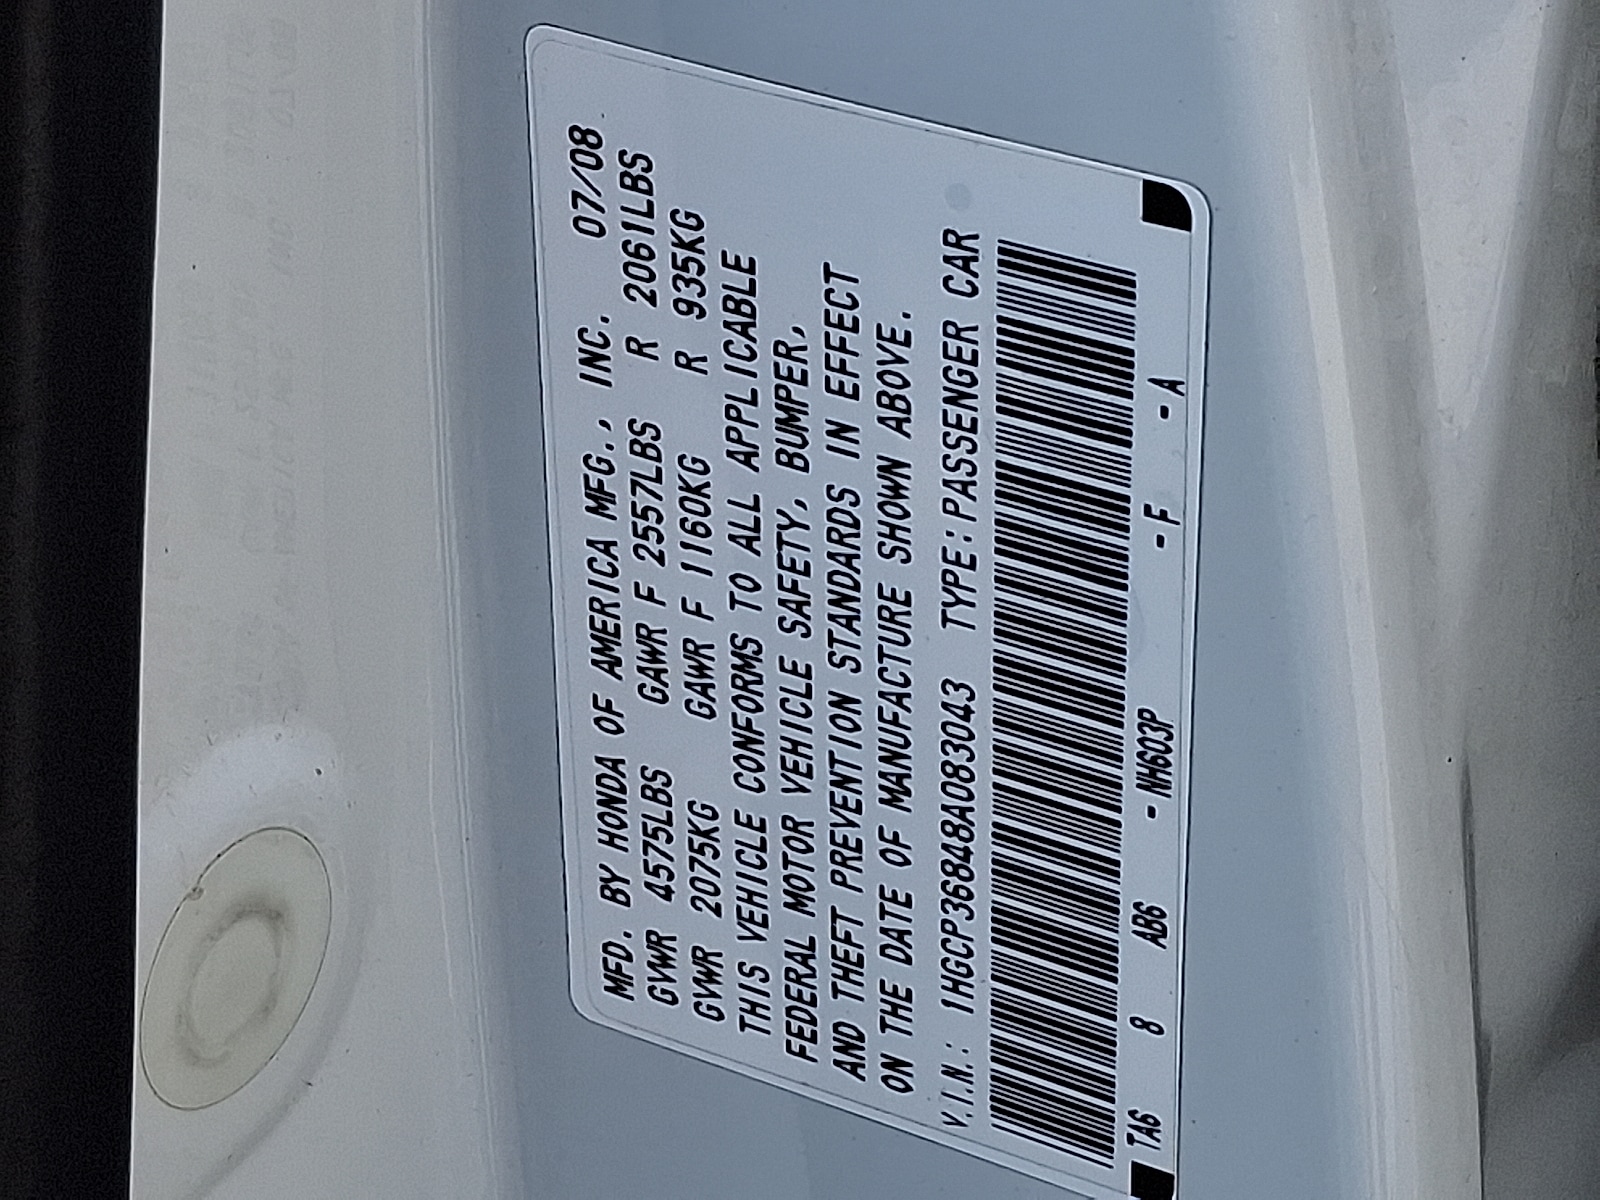 MFD. BY HONDA OF AMERICA MFG., INC. 07/08
GVWR 4575LBS GAWR F 2557LBS R 2061LBS
GVWR 2075KG GAWR F 1160KG R 935KG
THIS VEHICLE CONFORMS TO ALL APPLICABLE
FEDERAL MOTOR VEHICLE SAFETY, BUMPER,
AND THEFT PREVENTION STANDARDS IN EFFECT
ON THE DATE OF MANUFACTURE SHOWN ABOVE.
V.I.N.: 1HGCP36848A083043 TYPE:PASSENGER CAR
TA6 8 AB6 - NH603P - F - A